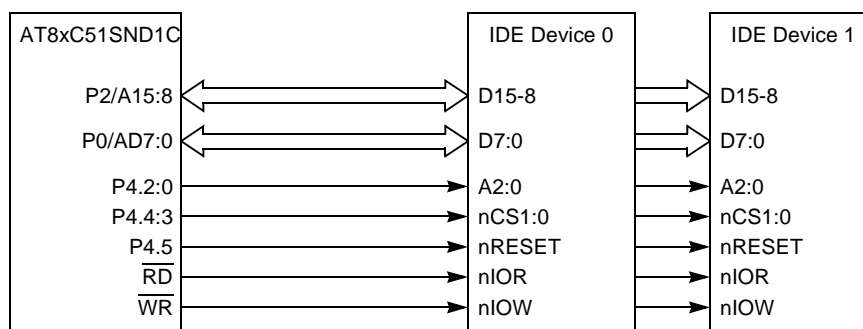 AT8xC51SND1C IDE Device 0 IDE Device 1
P2/A15:8 D15-8 D15-8
P0/AD7:0 D7:0 D7:0
P4.2:0 A2:0 A2:0
P4.4:3 nCS1:0 nCS1:0
P4.5 nRESET nRESET
RD nIOR nIOR
WR nIOW nIOW